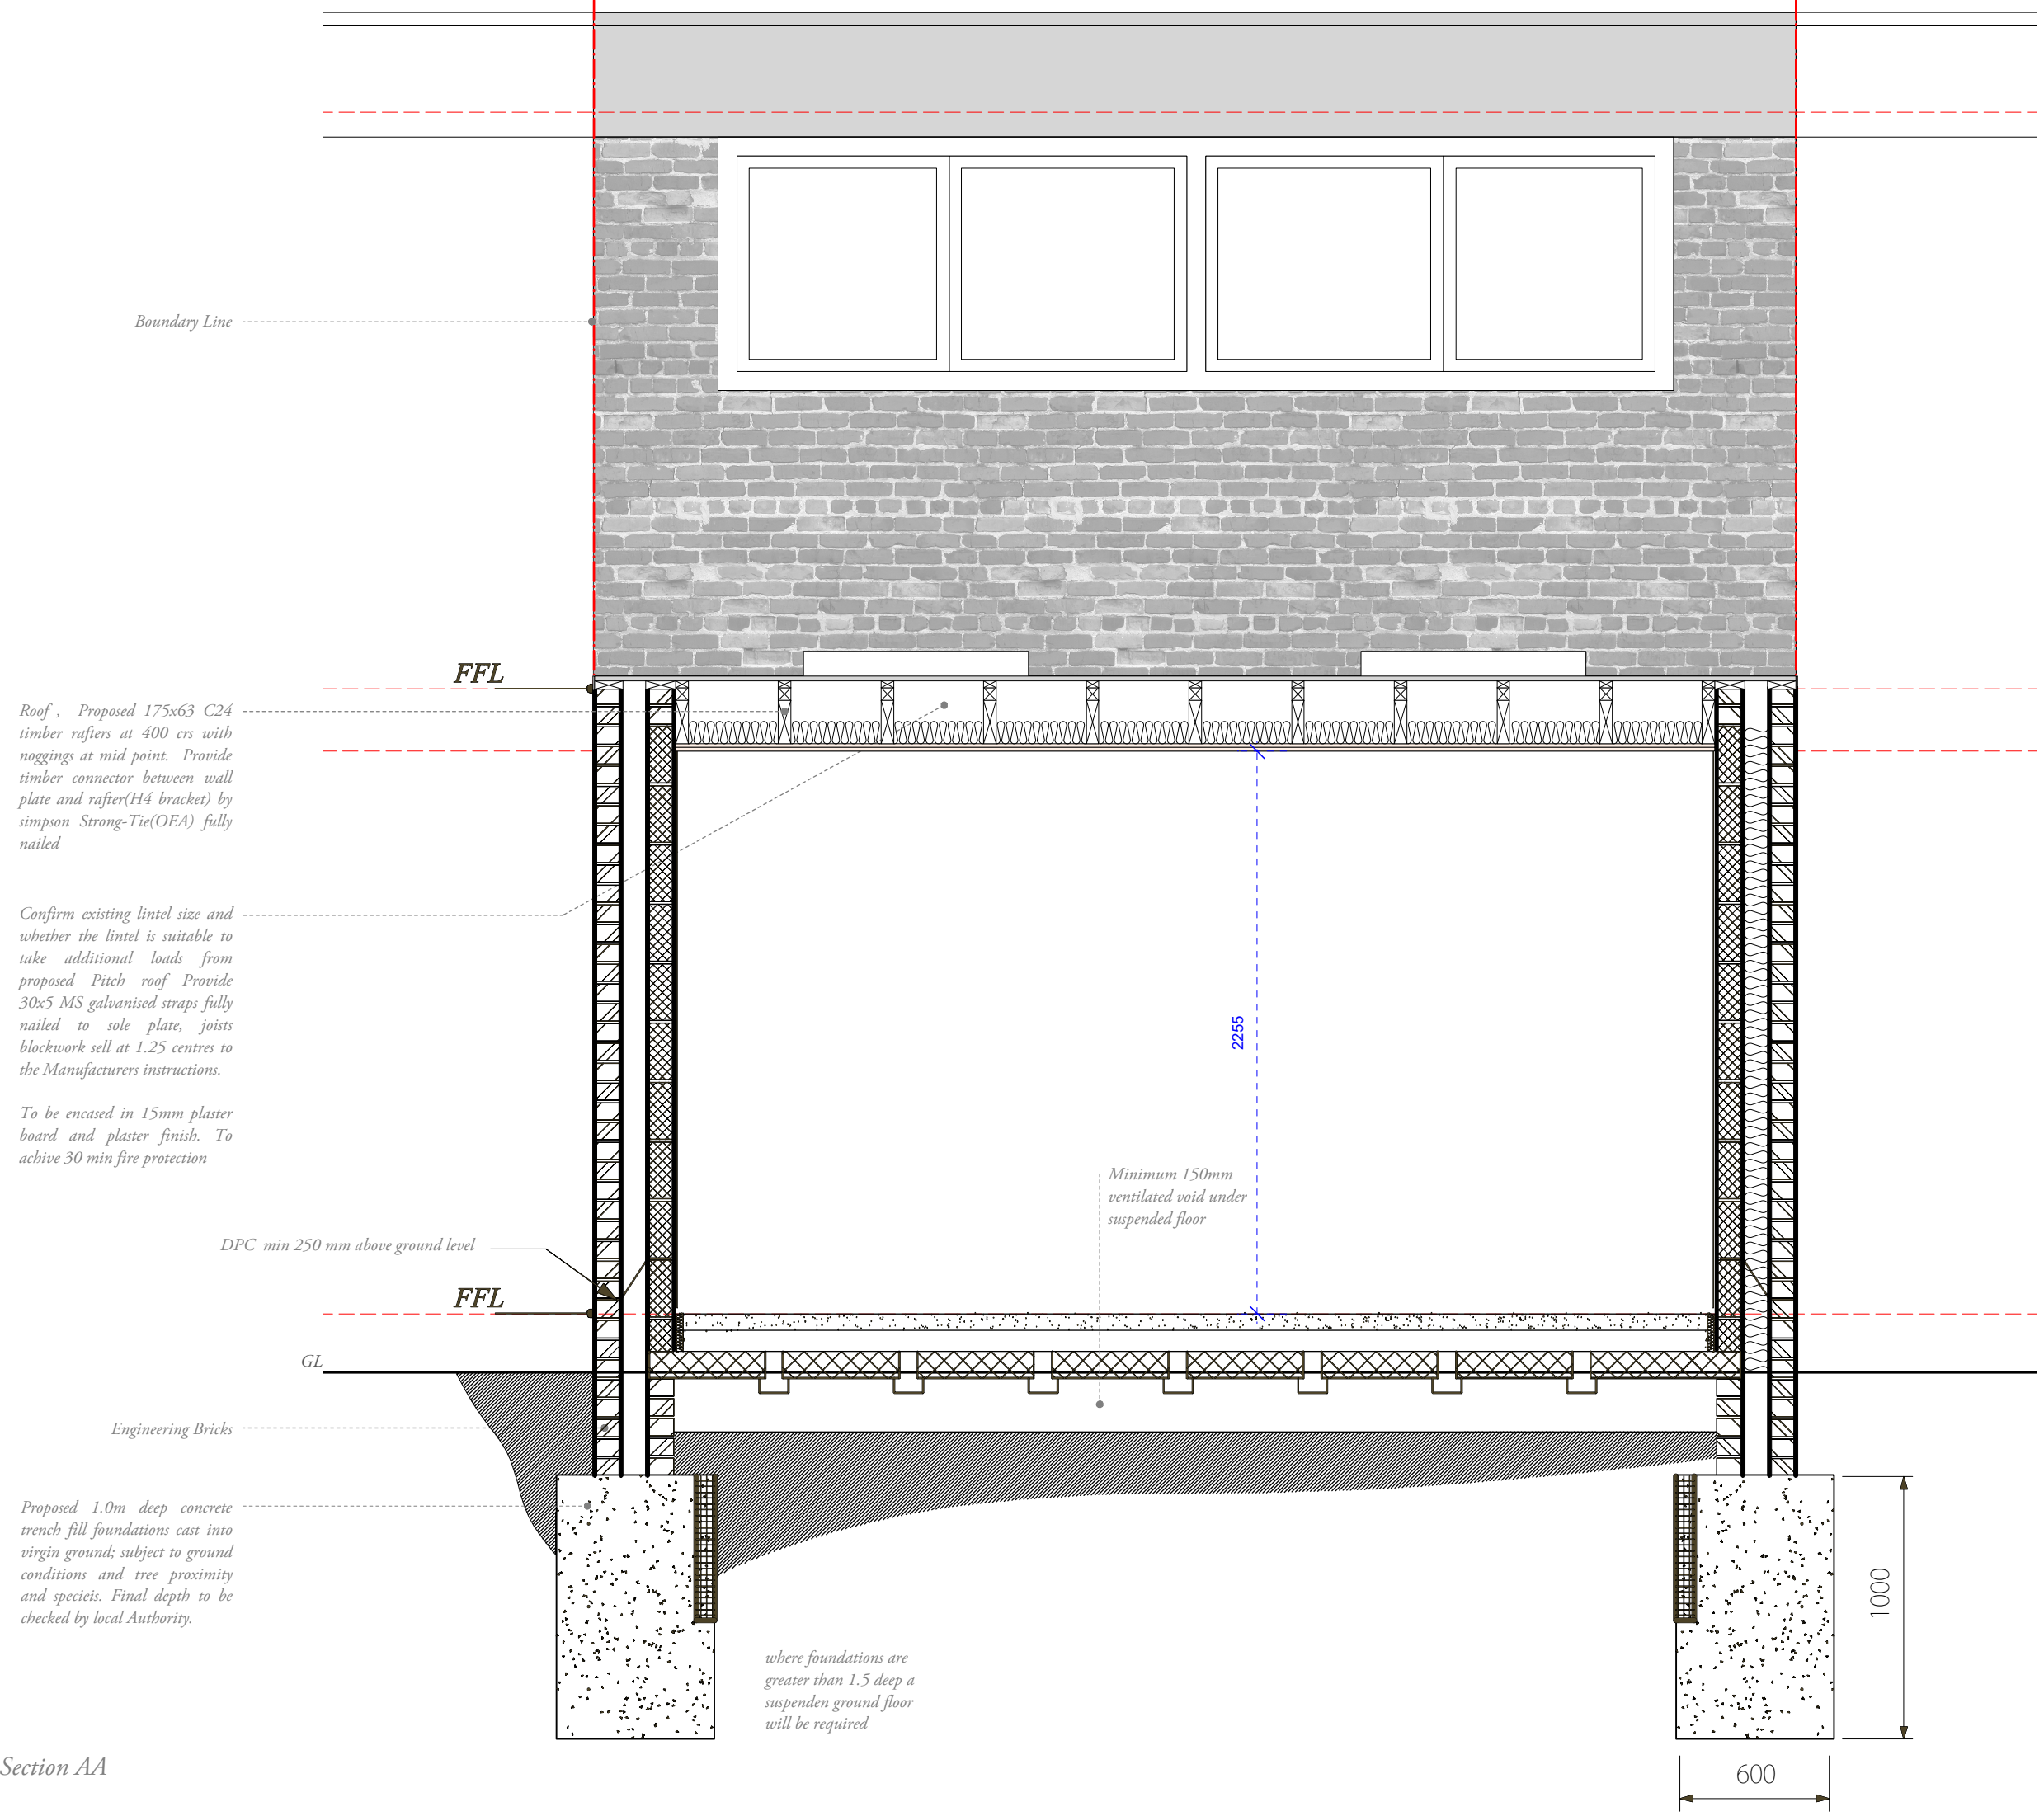 Boundary Line
FFL
Roof , Proposed 175x63 C24
timber rafters at 400 crs with
noggings at mid point. Provide
timber connector between wall
plate and rafter(H4 bracket) by
simpson Strong-Tie(OEA) fully
nailed
Confirm existing lintel size and
whether the lintel is suitable to
take additional loads from
proposed Pitch roof Provide
30x5 MS galvanised straps fully
nailed to sole plate, joists
blockwork sell at 1.25 centres to
the Manufacturers instructions.
To be encased in 15mm plaster
board and plaster finish. To
achive 30 min fire protection
2255
Minimum 150mm
ventilated void under
suspended floor
DPC min 250 mm above ground level
FFL
GL
Engineering Bricks
Proposed 1.0m deep concrete
trench fill foundations cast into
virgin ground; subject to ground
conditions and tree proximity
and specieis. Final depth to be
checked by local Authority.
where foundations are
greater than 1.5 deep a
suspenden ground floor
will be required
1000
600
Section AA